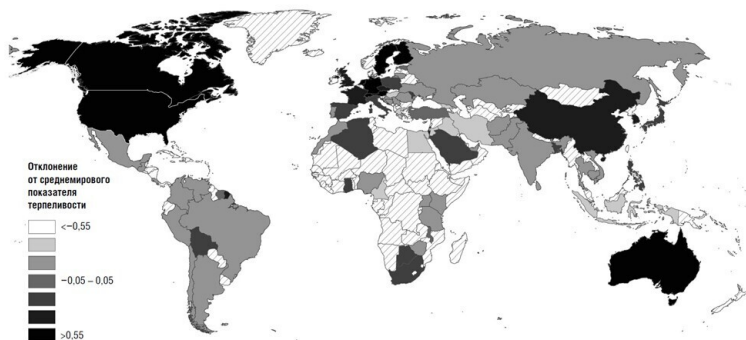 Отклонение
от среднемирового
показателя
терпеливости
<−0,55
−0,05 – 0,05
>0,55